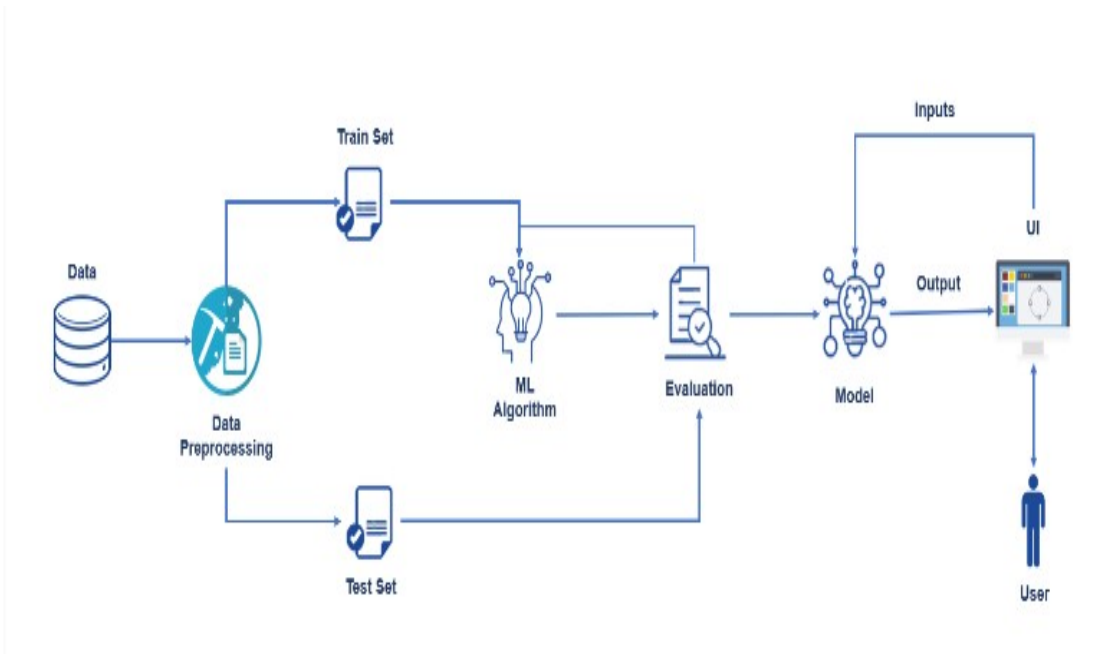 Inputs
Train Set
UI
Data
Output
ML
Algorithm
Evaluation
Model
Data
Preprocessing
Test Set
User